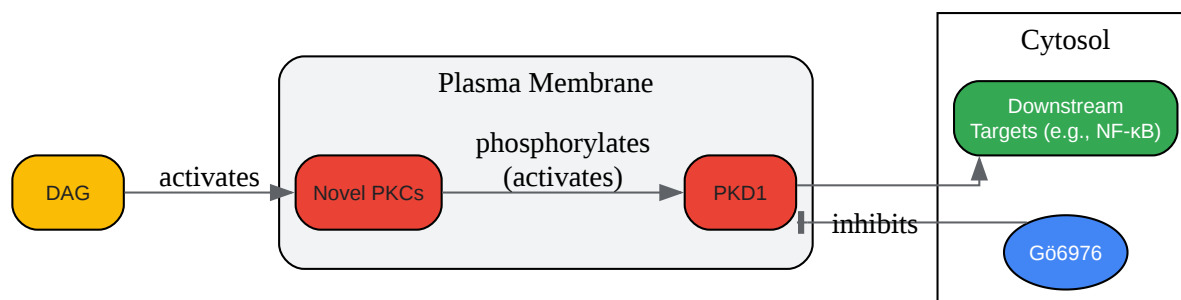 Cytosol
Plasma Membrane
Downstream
Targets (e.g., NF-κB)
phosphorylates
(activates)
activates
DAG
Novel PKCs
PKD1
inhibits
Gö6976